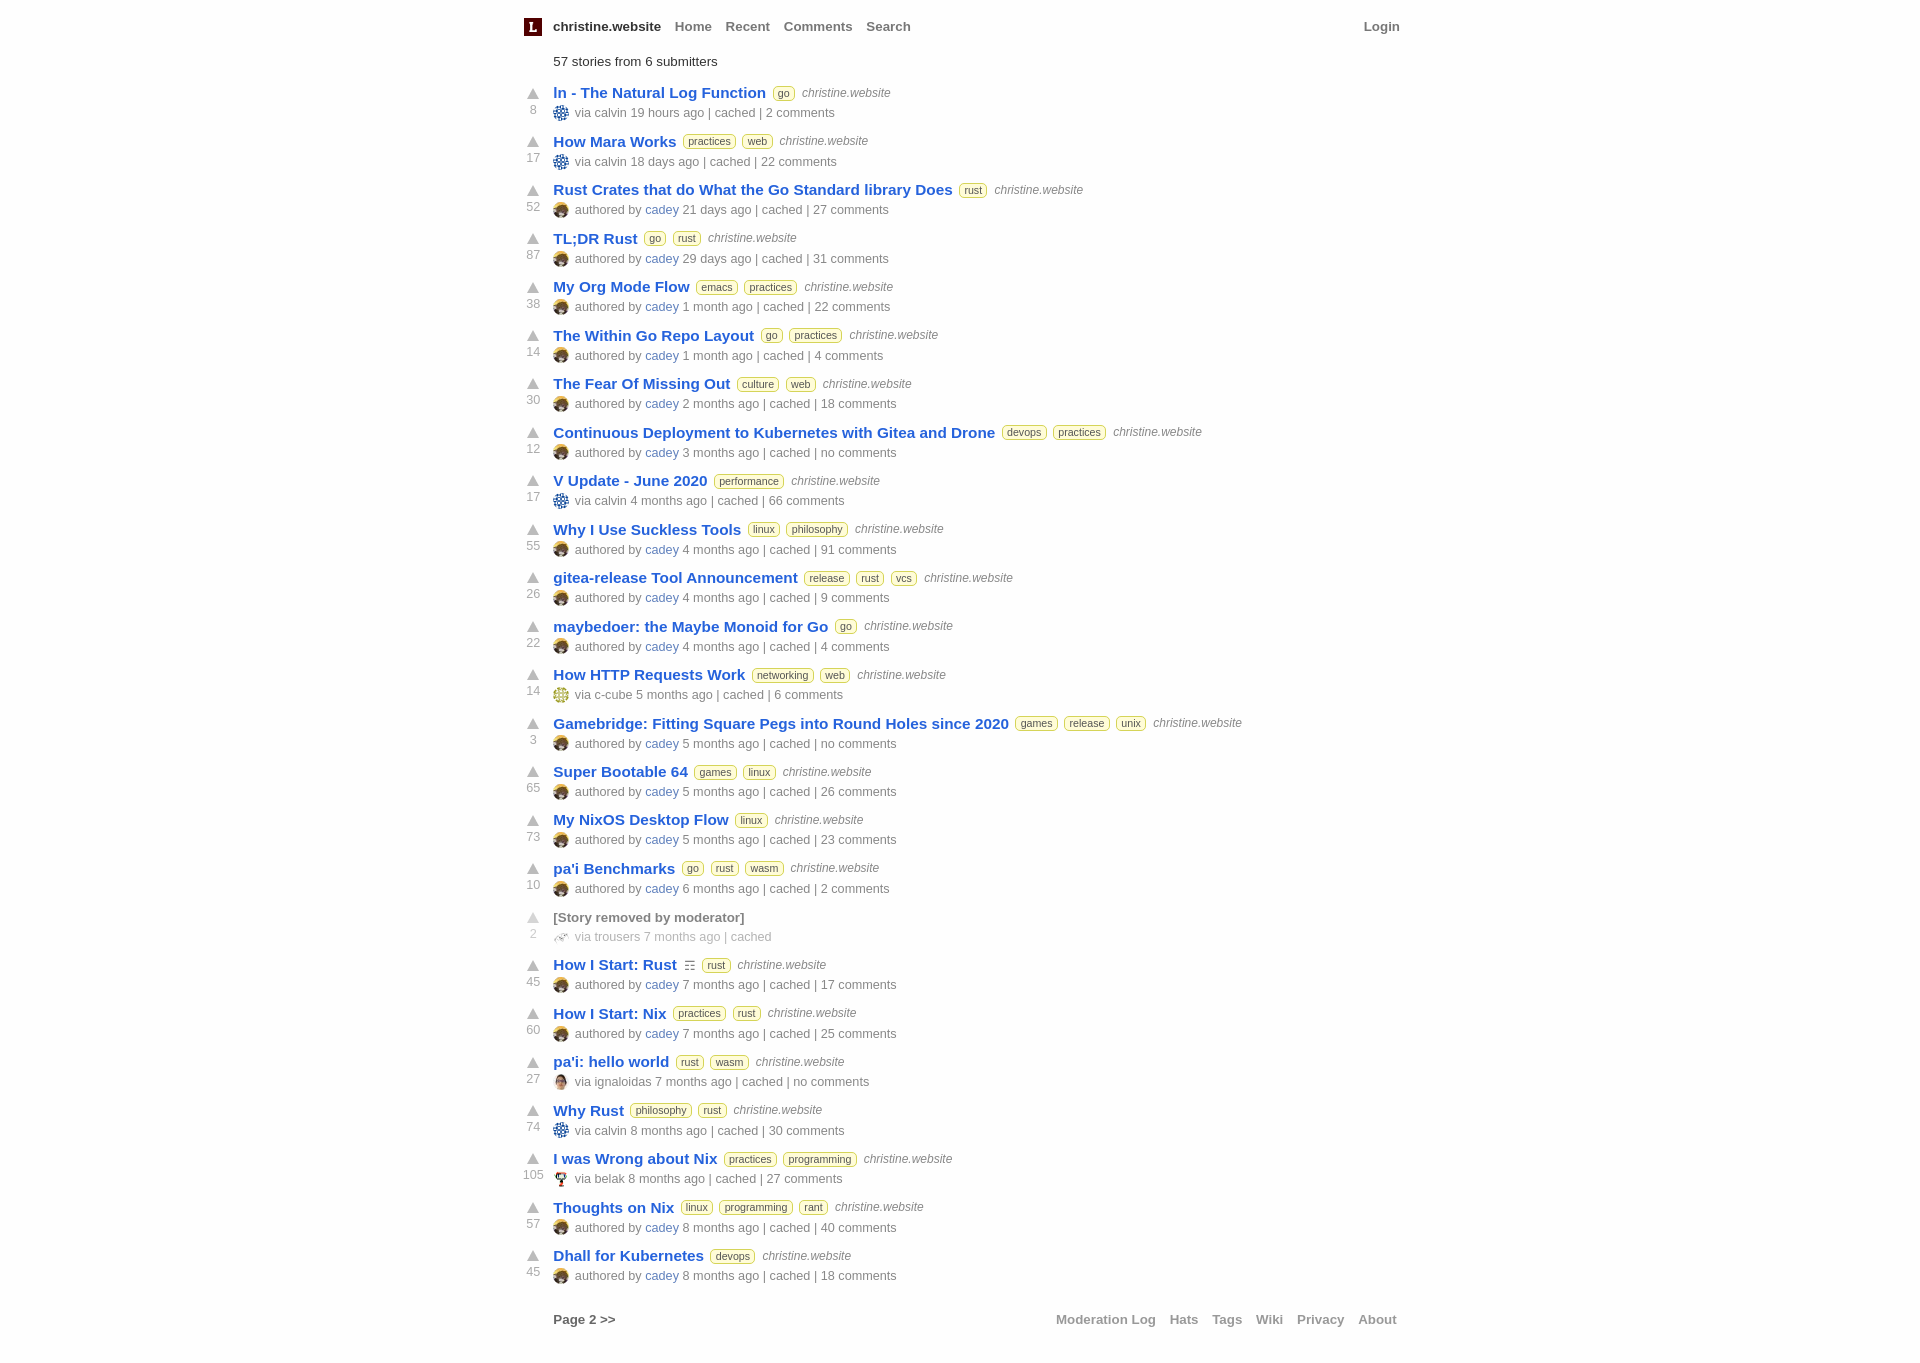 L christine.website Home Recent Comments Search Login
57 stories from 6 submitters
ln - The Natural Log Function go christine.website
8 via calvin 19 hours ago | cached | 2 comments
How Mara Works practices web christine.website
17 via calvin 18 days ago | cached | 22 comments
Rust Crates that do What the Go Standard library Does rust christine.website
52 authored by cadey 21 days ago | cached | 27 comments
TL;DR Rust go rust christine.website
87 authored by cadey 29 days ago | cached | 31 comments
My Org Mode Flow emacs practices christine.website
38 authored by cadey 1 month ago | cached | 22 comments
The Within Go Repo Layout go practices christine.website
14 authored by cadey 1 month ago | cached | 4 comments
The Fear Of Missing Out culture web christine.website
30 authored by cadey 2 months ago | cached | 18 comments
Continuous Deployment to Kubernetes with Gitea and Drone devops practices christine.website
12 authored by cadey 3 months ago | cached | no comments
V Update - June 2020 performance christine.website
17 via calvin 4 months ago | cached | 66 comments
Why I Use Suckless Tools linux philosophy christine.website
55 authored by cadey 4 months ago | cached | 91 comments
gitea-release Tool Announcement release rust vcs christine.website
26 authored by cadey 4 months ago | cached | 9 comments
maybedoer: the Maybe Monoid for Go go christine.website
22 authored by cadey 4 months ago | cached | 4 comments
How HTTP Requests Work networking web christine.website
14 via c-cube 5 months ago | cached | 6 comments
Gamebridge: Fitting Square Pegs into Round Holes since 2020 games release unix christine.website
3 authored by cadey 5 months ago | cached | no comments
Super Bootable 64 games linux christine.website
65 authored by cadey 5 months ago | cached | 26 comments
My NixOS Desktop Flow linux christine.website
73 authored by cadey 5 months ago | cached | 23 comments
pa'i Benchmarks go rust wasm christine.website
10 authored by cadey 6 months ago | cached | 2 comments
[Story removed by moderator]
2 via trousers 7 months ago | cached
How I Start: Rust ☶ rust christine.website
45 authored by cadey 7 months ago | cached | 17 comments
How I Start: Nix practices rust christine.website
60 authored by cadey 7 months ago | cached | 25 comments
pa'i: hello world rust wasm christine.website
27 via ignaloidas 7 months ago | cached | no comments
Why Rust philosophy rust christine.website
74 via calvin 8 months ago | cached | 30 comments
I was Wrong about Nix practices programming christine.website
105 via belak 8 months ago | cached | 27 comments
Thoughts on Nix linux programming rant christine.website
57 authored by cadey 8 months ago | cached | 40 comments
Dhall for Kubernetes devops christine.website
45 authored by cadey 8 months ago | cached | 18 comments
Page 2 >> Moderation Log Hats Tags Wiki Privacy About